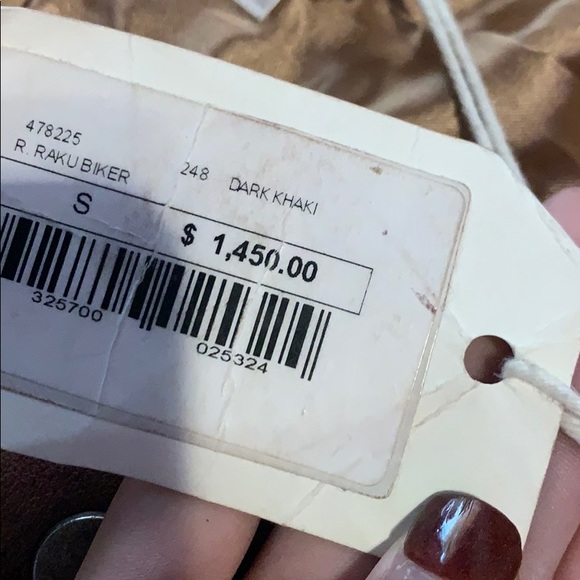 478225
R. RAKU BIKER 248 DARK KHAKI
S $ 1,450.00
325700 025324